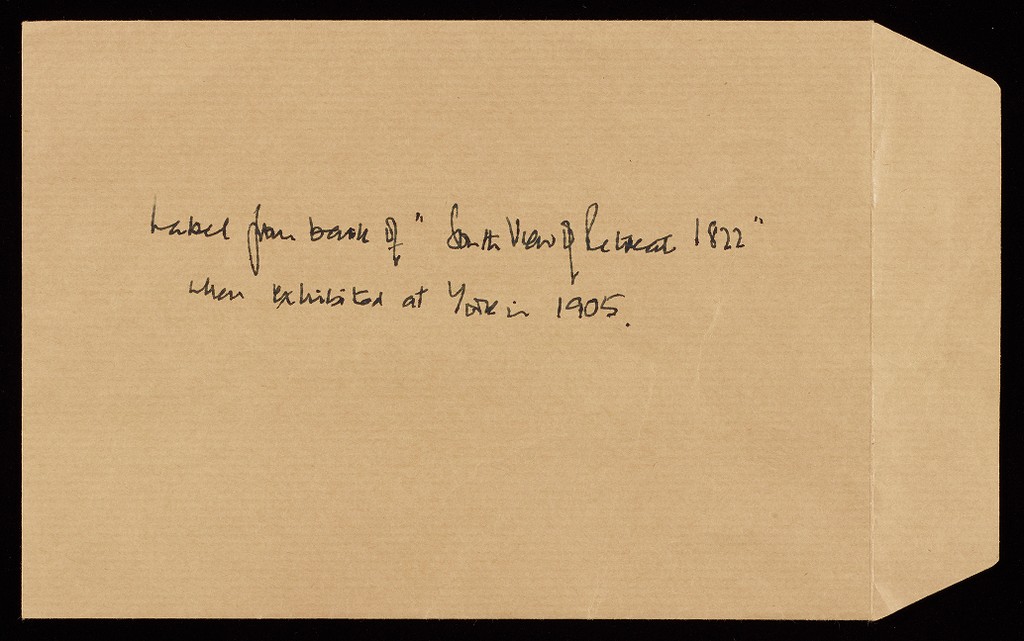 Label from back of "South View of Retreat 1822"
when exhibited at York in 1905.